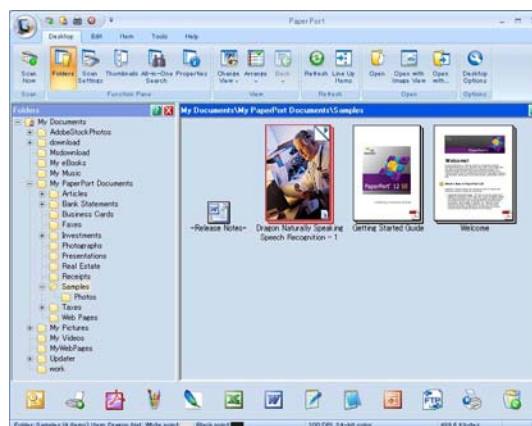 PaperPort
Desktop Edit Item Tools Help
Scan Now
Folders
Scan Settings
Thumbnails
All-in-One Search
Properties
Change View
Arrange
Back
Refresh
Line Up Items
Open
Open with Image View
Open with...
Desktop Options
Scan Function Pane View Refresh Open Options
Folders
My Documents\My PaperPort Documents\Samples
My Documents
AdobeStockPhotos
download
Msdownload
My eBooks
My Music
My PaperPort Documents
Articles
Bank Statements
Business Cards
Faxes
Investments
Photographs
Presentations
Real Estate
Receipts
Samples
Photos
Taxes
Web Pages
My Pictures
My Videos
MyWebPages
Updater
work
-Release Notes-
Dragon Naturally Speaking
Speech Recognition - 1
PaperPort 12
Getting Started Guide
Welcome!
Welcome
FTP